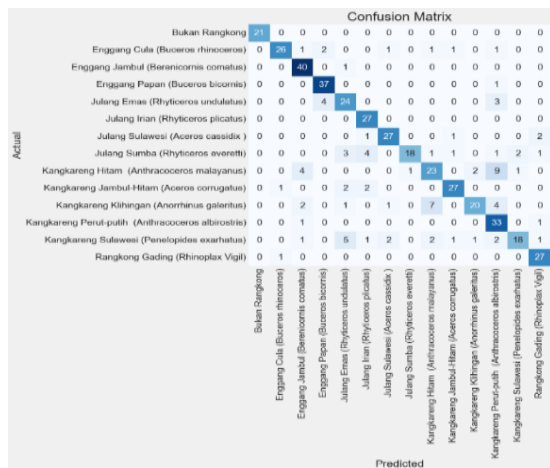 Confusion Matrix
Bukan Rangkong 21 0 0 0 0 0 0 0 0 0 0 0 0 0
Enggang Cula (Buceros rhinoceros) 0 26 1 2 0 0 1 0 1 1 0 1 0 0
Enggang Jambul (Berenicornis comatus) 0 0 40 0 1 0 0 0 0 0 0 0 0 0
Enggang Papan (Buceros bicornis) 0 0 0 37 0 0 0 0 0 0 0 1 0 0
Julang Emas (Rhyticeros undulatus) 0 0 0 4 24 0 0 0 0 0 0 3 0 0
Julang Irian (Rhyticeros plicatus) 0 0 0 0 0 27 0 0 0 0 0 0 0 0
Julang Sulawesi (Aceros cassidix ) 0 0 0 0 0 1 27 0 0 1 0 0 0 2
Julang Sumba (Rhyticeros everetti) 0 0 0 0 3 4 0 18 1 1 0 1 2 1
Kangkareng Hitam (Anthracoceros malayanus) 0 0 4 0 0 0 0 1 23 0 2 9 1 0
Kangkareng Jambul-Hitam (Aceros corrugatus) 0 1 0 0 2 2 0 0 0 27 0 0 0 0
Kangkareng Klihingan (Anorrhinus galeritus) 0 0 2 0 1 0 1 0 7 0 20 4 0 0
Kangkareng Perut-putih (Anthracoceros albirostris) 0 0 1 0 0 0 0 0 0 0 0 33 0 1
Kangkareng Sulawesi (Penelopides exarhatus) 0 0 1 0 5 1 2 0 2 1 1 2 18 1
Rangkong Gading (Rhinoplax Vigil) 0 1 0 0 0 0 0 0 0 0 0 0 0 27
Actual
Bukan Rangkong
Enggang Cula (Buceros rhinoceros)
Enggang Jambul (Berenicornis comatus)
Enggang Papan (Buceros bicornis)
Julang Emas (Rhyticeros undulatus)
Julang Irian (Rhyticeros plicatus)
Julang Sulawesi (Aceros cassidix )
Julang Sumba (Rhyticeros everetti)
Kangkareng Hitam (Anthracoceros malayanus)
Kangkareng Jambul-Hitam (Aceros corrugatus)
Kangkareng Klihingan (Anorrhinus galeritus)
Kangkareng Perut-putih (Anthracoceros albirostris)
Kangkareng Sulawesi (Penelopides exarhatus)
Rangkong Gading (Rhinoplax Vigil)
Predicted